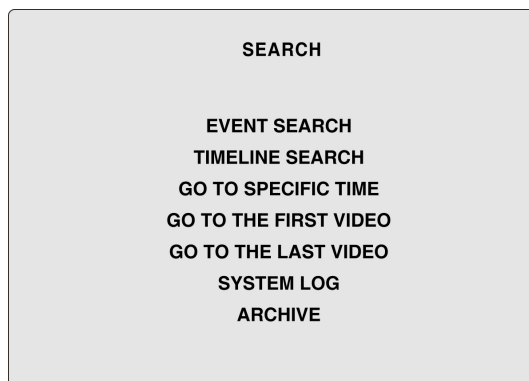 SEARCH
EVENT SEARCH
TIMELINE SEARCH
GO TO SPECIFIC TIME
GO TO THE FIRST VIDEO
GO TO THE LAST VIDEO
SYSTEM LOG
ARCHIVE